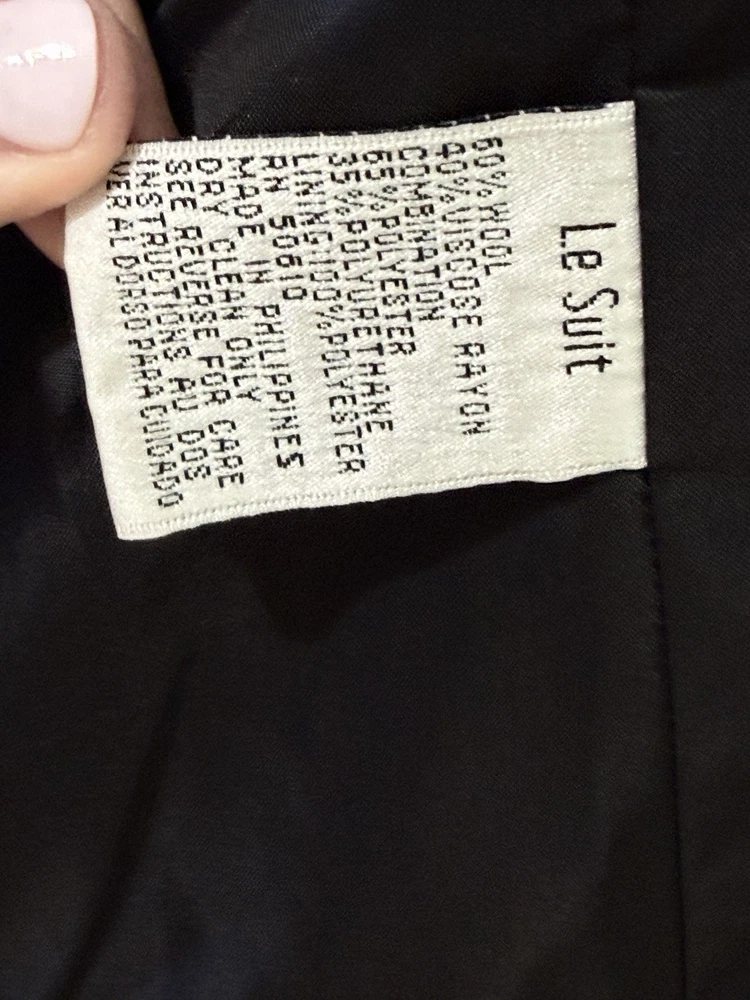 Le Suit
60% WOOL
40% VISCOSE RAYON
COMBINATION
65% POLYESTER
35% POLYURETHANE
LINING:100%POLYESTER
RN 50610
MADE IN PHILIPPINES
DRY CLEAN ONLY
SEE REVERSE FOR CARE
INSTRUCTIONS AU DOS
VER AL DORSO PARA CUIDADO